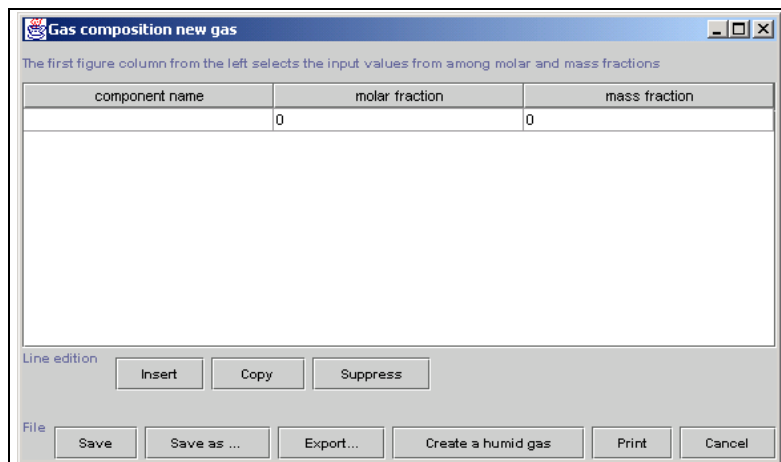 Gas composition new gas
The first figure column from the left selects the input values from among molar and mass fractions
component name molar fraction mass fraction
0 0
Line edition
Insert Copy Suppress
File
Save Save as ... Export... Create a humid gas Print Cancel